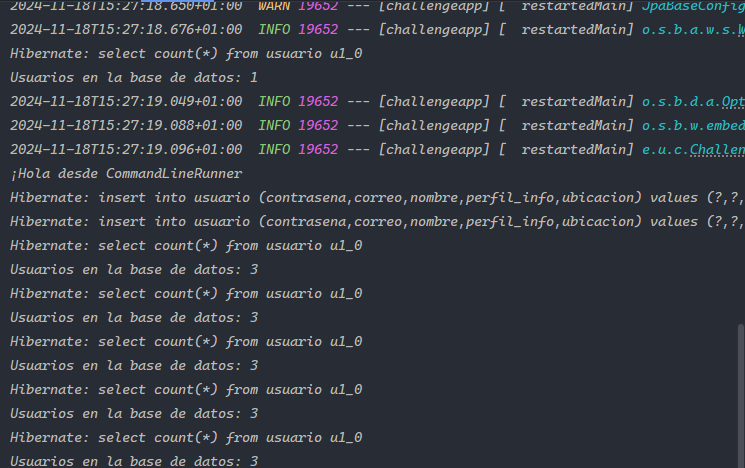 2024-11-18T15:27:18.650+01:00  WARN 19652 --- [challengeapp] [  restartedMain] JpaBaseConfig
2024-11-18T15:27:18.676+01:00  INFO 19652 --- [challengeapp] [  restartedMain] o.s.b.a.w.s.W
Hibernate: select count(*) from usuario u1_0
Usuarios en la base de datos: 1
2024-11-18T15:27:19.049+01:00  INFO 19652 --- [challengeapp] [  restartedMain] o.s.b.d.a.Opt
2024-11-18T15:27:19.088+01:00  INFO 19652 --- [challengeapp] [  restartedMain] o.s.b.w.embed
2024-11-18T15:27:19.096+01:00  INFO 19652 --- [challengeapp] [  restartedMain] e.u.c.Challen
¡Hola desde CommandLineRunner
Hibernate: insert into usuario (contrasena,correo,nombre,perfil_info,ubicacion) values (?,?,
Hibernate: insert into usuario (contrasena,correo,nombre,perfil_info,ubicacion) values (?,?,
Hibernate: select count(*) from usuario u1_0
Usuarios en la base de datos: 3
Hibernate: select count(*) from usuario u1_0
Usuarios en la base de datos: 3
Hibernate: select count(*) from usuario u1_0
Usuarios en la base de datos: 3
Hibernate: select count(*) from usuario u1_0
Usuarios en la base de datos: 3
Hibernate: select count(*) from usuario u1_0
Usuarios en la base de datos: 3